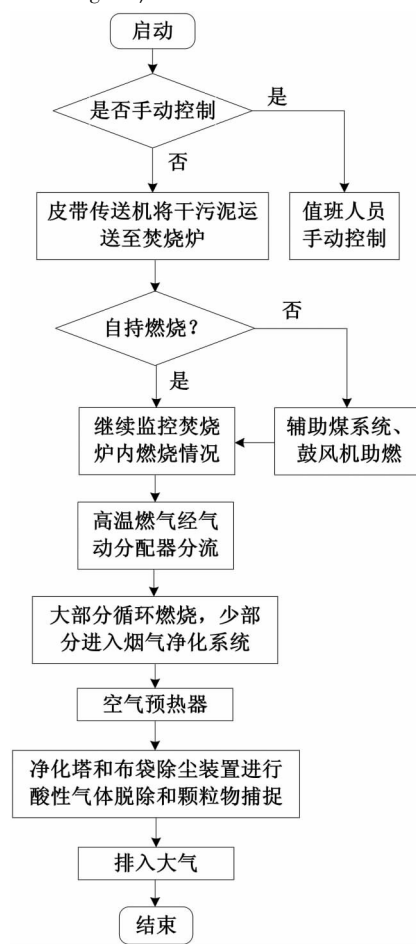 启动
是否手动控制
是
否
皮带传送机将干污泥运
送至焚烧炉
值班人员
手动控制
自持燃烧？
否
是
继续监控焚烧
炉内燃烧情况
辅助煤系统、
鼓风机助燃
高温燃气经气
动分配器分流
大部分循环燃烧，少部
分进入烟气净化系统
空气预热器
净化塔和布袋除尘装置进行
酸性气体脱除和颗粒物捕捉
排入大气
结束